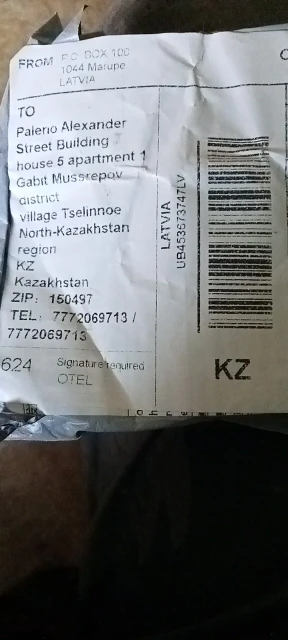 FROM P.O. BOX 100
1044 Marupe
LATVIA
TO
Paleno Alexander
Street Building
house 5 apartment 1
Gabit Mussrepov
district
village Tselinnoe
North-Kazakhstan
region
KZ
Kazakhstan
ZIP: 150497
TEL: 7772069713 /
7772069713
624
Signature required
OTEL
LATVIA
UB453673747LV
KZ